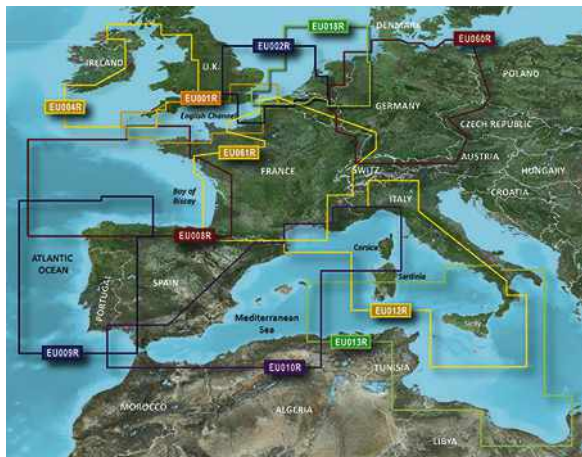 EU018R
DENMARK
EU060R
U.K.
EU002R
IRELAND
POLAND
EU001R
EU004R
English Channel
GERMANY
CZECH REPUBLIC
EU061R
FRANCE
SWITZ
AUSTRIA
HUNGARY
Bay of
Biscay
ITALY
CROATIA
EU008R
ATLANTIC
OCEAN
Corsica
SPAIN
Sardinia
PORTUGAL
Mediterranean
Sea
EU012R
Sicily
EU013R
EU009R
EU010R
TUNISIA
MOROCCO
ALGERIA
LIBYA